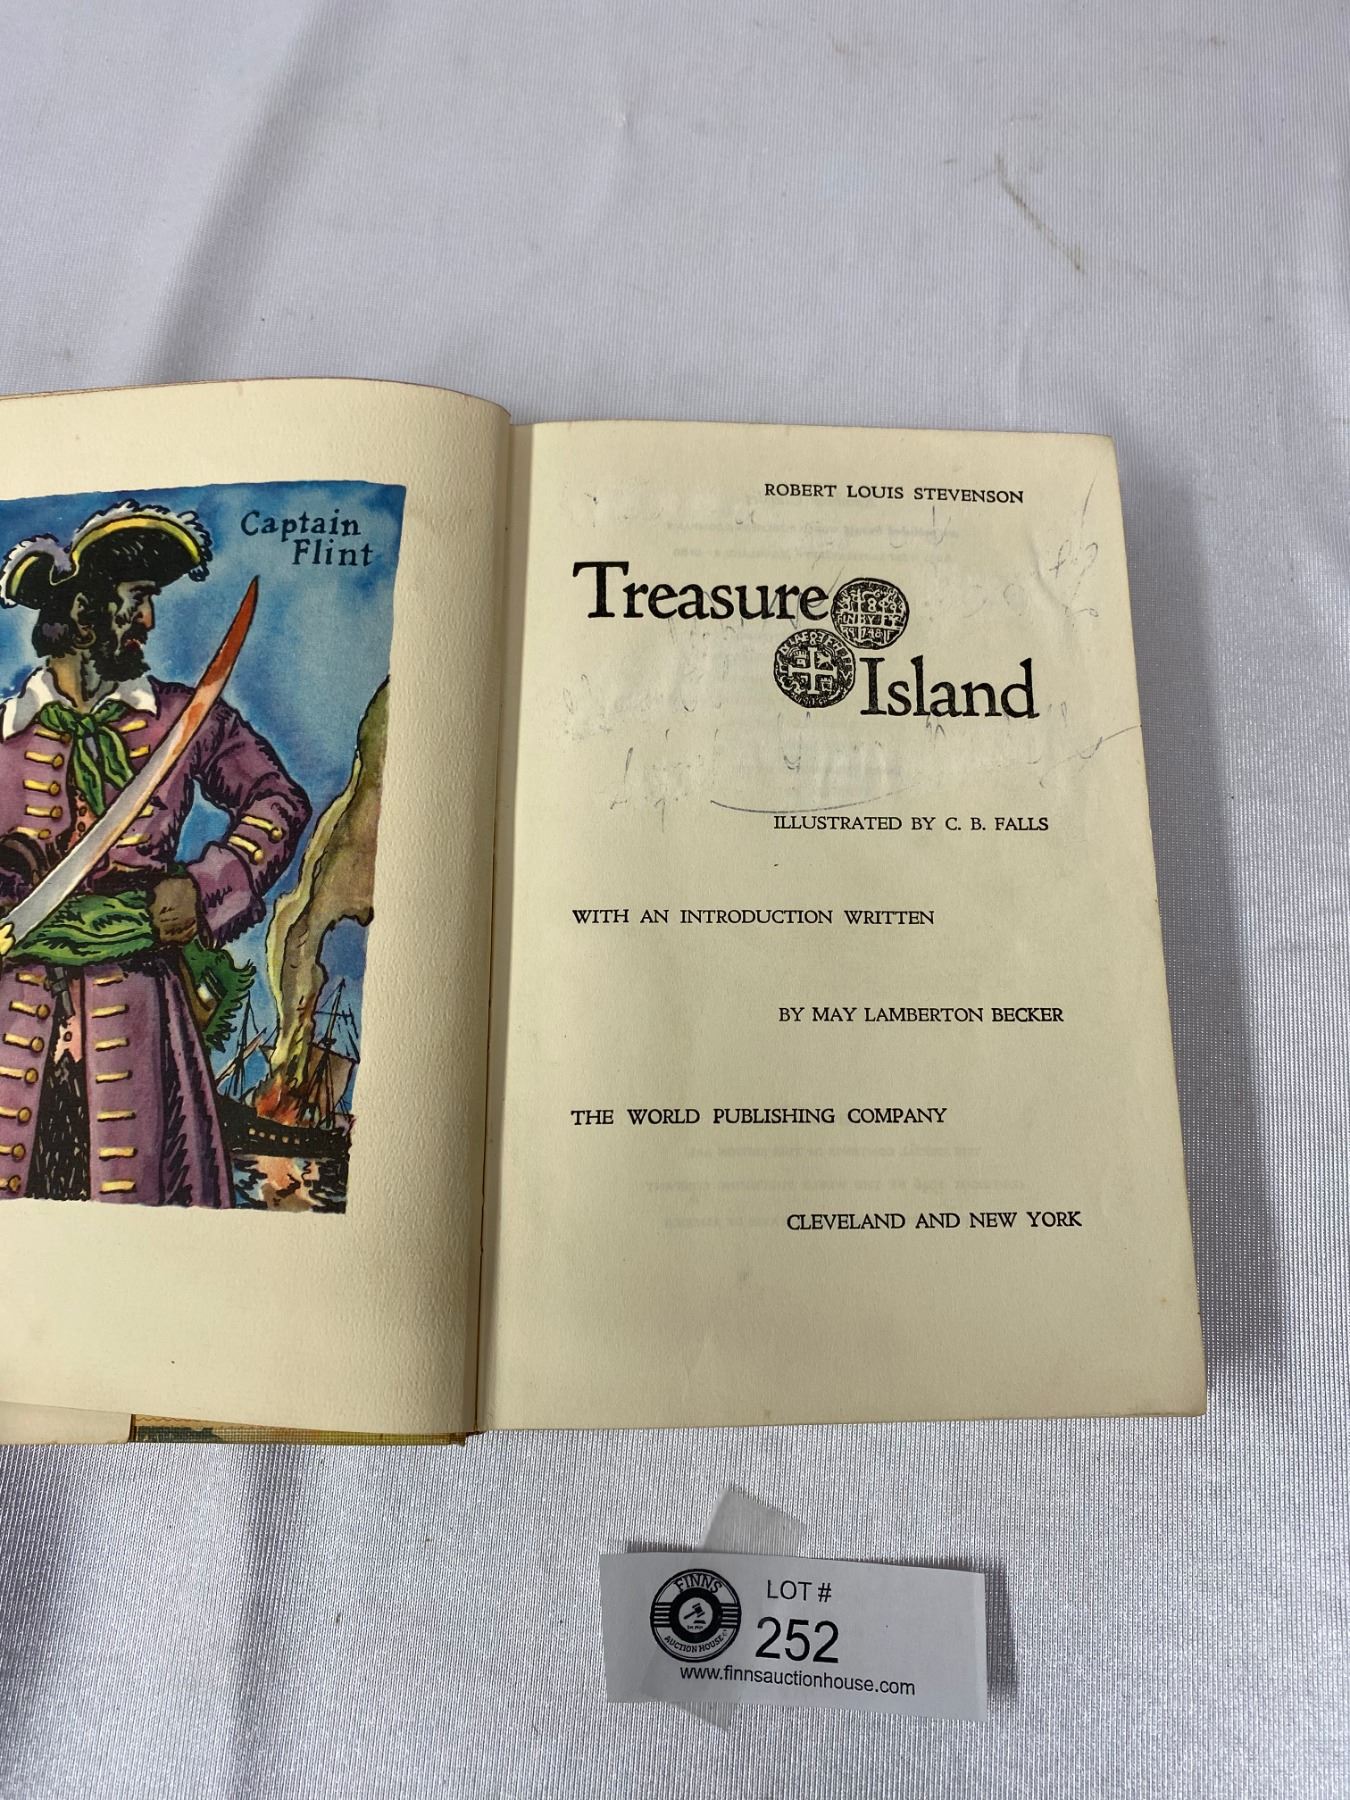 Captain
Flint
ROBERT LOUIS STEVENSON
Treasure
Island
ILLUSTRATED BY C. B. FALLS
WITH AN INTRODUCTION WRITTEN
BY MAY LAMBERTON BECKER
THE WORLD PUBLISHING COMPANY
CLEVELAND AND NEW YORK
FINNS
AUCTION HOUSE
LOT #
252
www.finnsauctionhouse.com